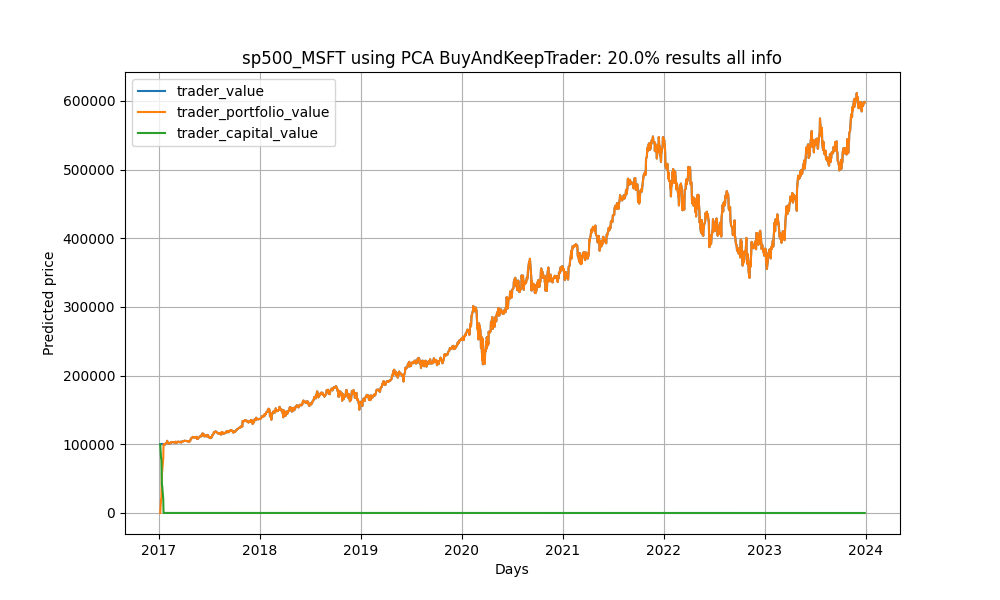 sp500_MSFT using PCA BuyAndKeepTrader: 20.0% results all info
trader_value
trader_portfolio_value
trader_capital_value
Predicted price
600000
500000
400000
300000
200000
100000
0
2017
2018
2019
2020
2021
2022
2023
2024
Days